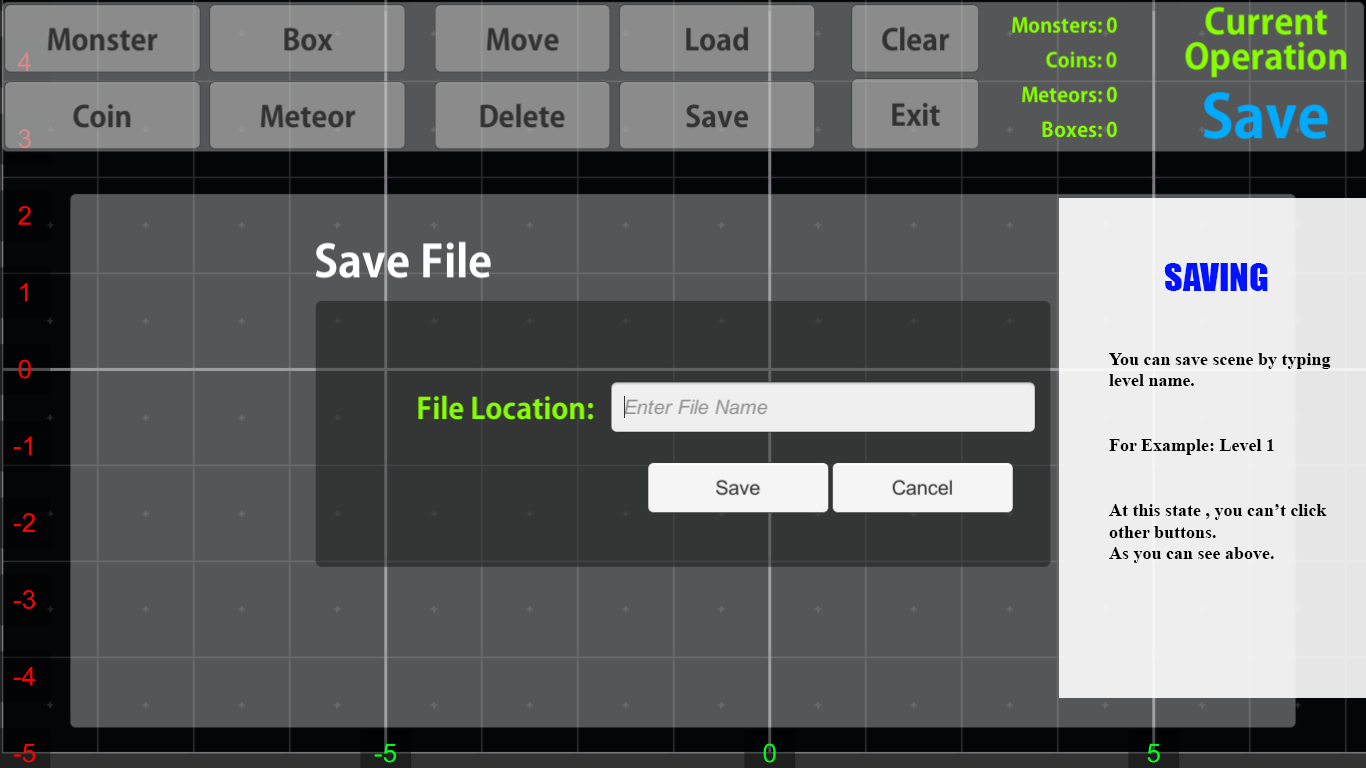 Monster
Box
Move
Load
Clear
Monsters: 0
Coins: 0
Current
Operation
4
Coin
Meteor
Delete
Save
Exit
Meteors: 0
Boxes: 0
Save
3
2
1
0
-1
-2
-3
-4
-5
Save File
File Location:
Enter File Name
Save
Cancel
SAVING
You can save scene by typing
level name.
For Example: Level 1
At this state , you can’t click
other buttons.
As you can see above.
-5
0
5